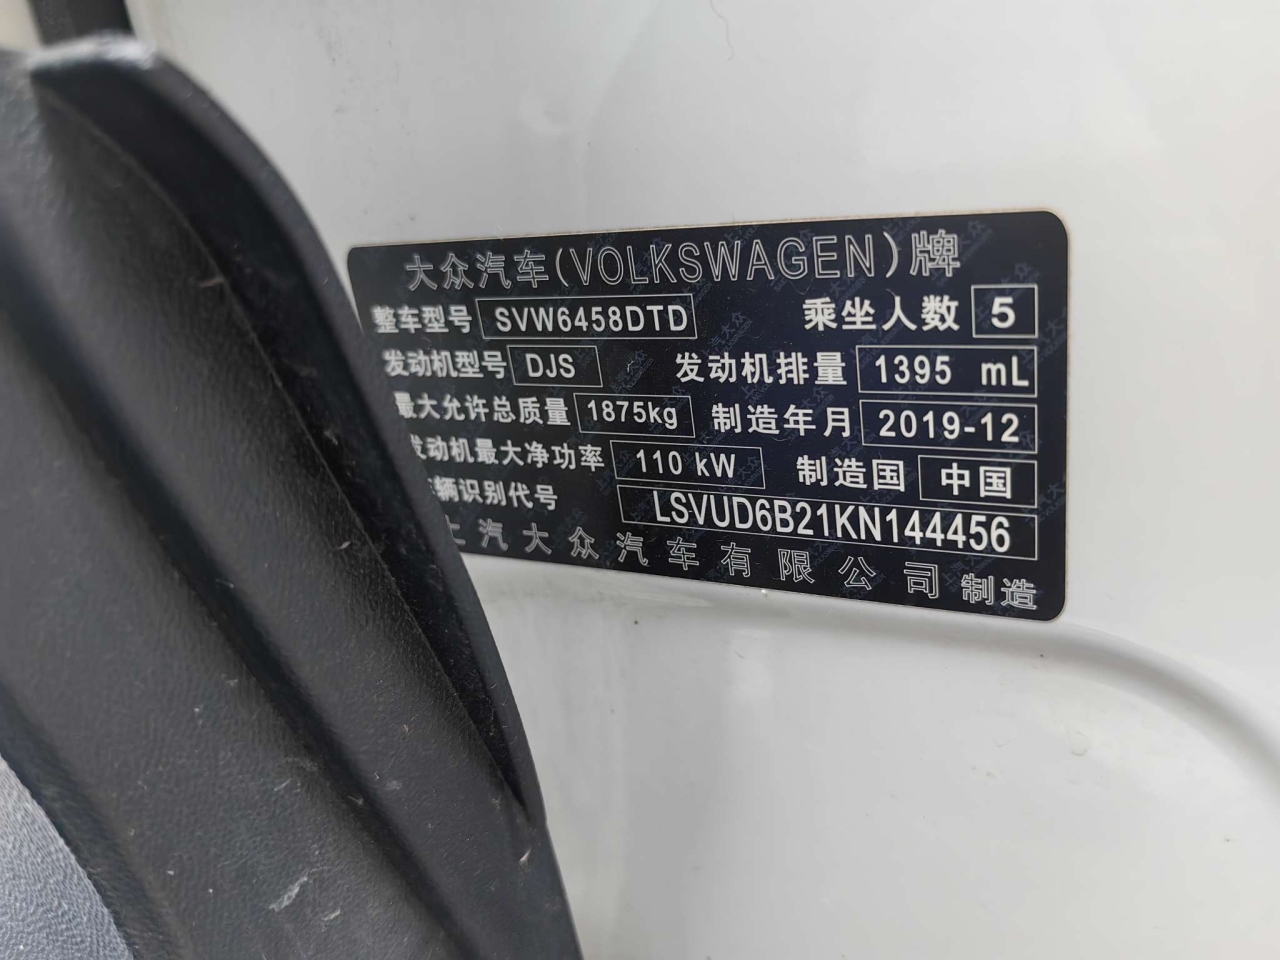 大众汽车(VOLKSWAGEN)牌
整车型号 SVW6458DTD 乘坐人数 5
发动机型号 DJS 发动机排量 1395 mL
最大允许总质量 1875kg 制造年月 2019-12
发动机最大净功率 110 kW 制造国 中国
车辆识别代号 LSVUD6B21KN144456
上汽大众汽车有限公司 制造